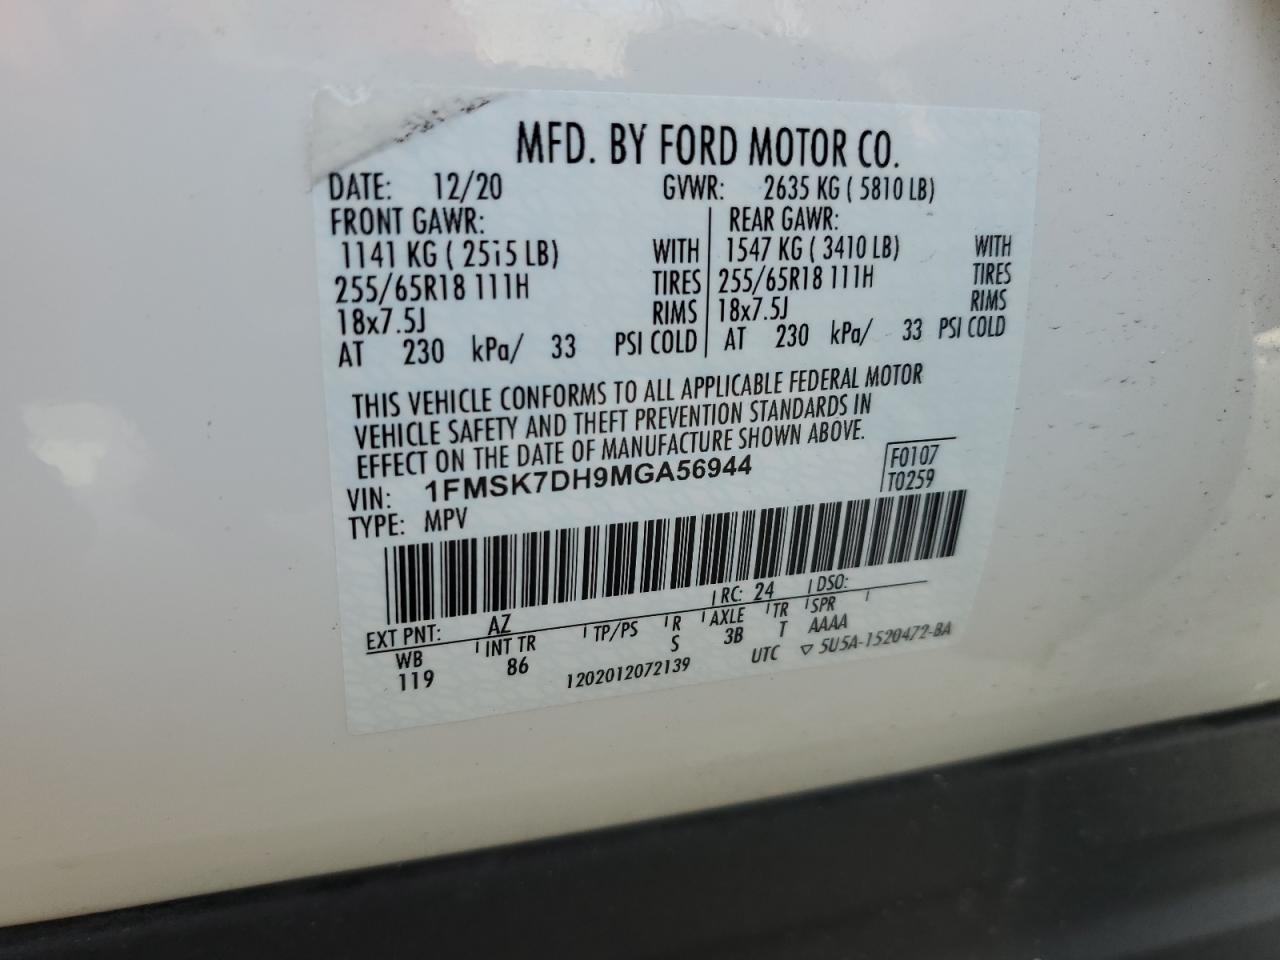 MFD. BY FORD MOTOR CO.
DATE: 12/20 GVWR: 2635 KG ( 5810 LB)
FRONT GAWR: REAR GAWR:
1141 KG ( 2515 LB) WITH 1547 KG ( 3410 LB) WITH
255/65R18 111H TIRES 255/65R18 111H TIRES
18x7.5J RIMS 18x7.5J RIMS
AT 230 kPa/ 33 PSI COLD AT 230 kPa/ 33 PSI COLD
THIS VEHICLE CONFORMS TO ALL APPLICABLE FEDERAL MOTOR
VEHICLE SAFETY AND THEFT PREVENTION STANDARDS IN
EFFECT ON THE DATE OF MANUFACTURE SHOWN ABOVE.
VIN: 1FMSK7DH9MGA56944 F0107
TYPE: MPV T0259
EXT PNT: AZ RC: 24 DSO:
WB INT TR TP/PS R AXLE TR SPR
119 86 S 3B T AAAA
1202012072139 UTC ▽ 5U5A-1520472-BA